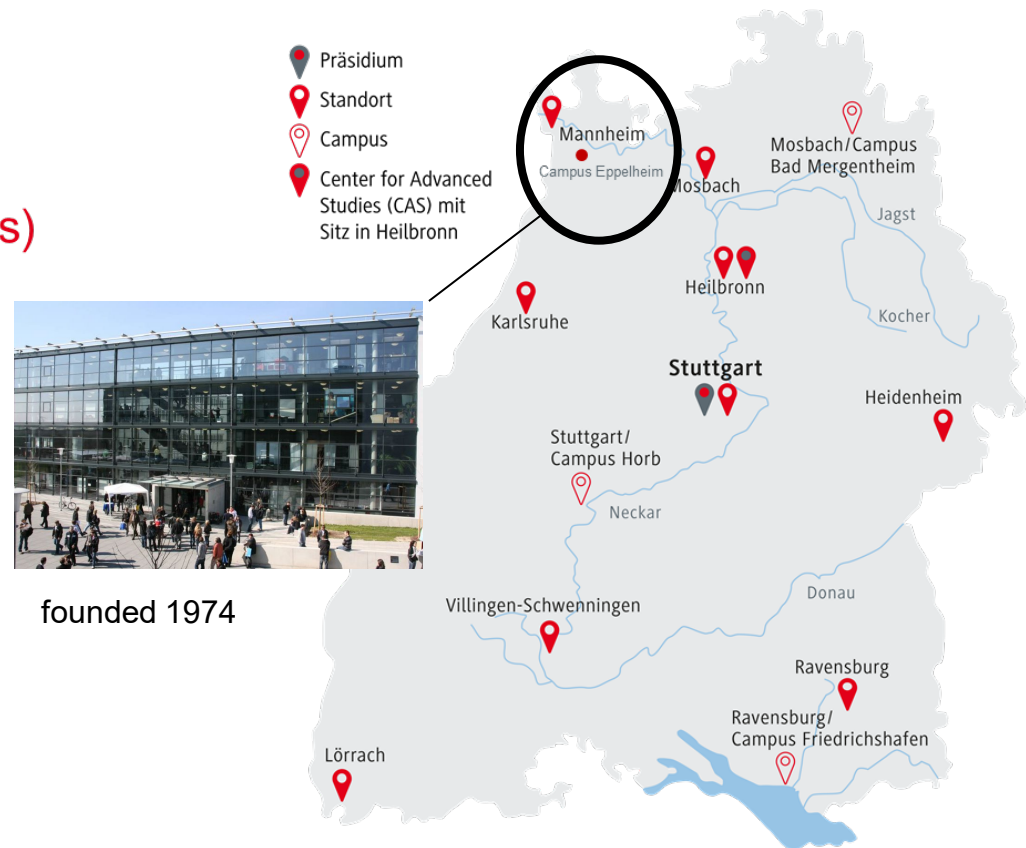 Präsidium
Standort
Campus
Center for Advanced
Studies (CAS) mit
Sitz in Heilbronn
s)
Mannheim
Campus Eppelheim
Mosbach
Mosbach/Campus
Bad Mergentheim
Jagst
Heilbronn
Kocher
Karlsruhe
Stuttgart
Heidenheim
Stuttgart/
Campus Horb
Neckar
founded 1974
Villingen-Schwenningen
Donau
Ravensburg
Ravensburg/
Campus Friedrichshafen
Lörrach